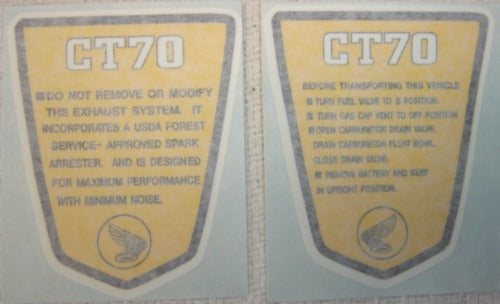 CT70
DO NOT REMOVE OR MODIFY
THE EXHAUST SYSTEM. IT
INCORPORATES A USDA FOREST
SERVICE- APPROVED SPARK
ARRESTER. AND IS DESIGNED
FOR MAXIMUM PERFORMANCE
WITH MINIMUM NOISE.
CT70
BEFORE TRANSPORTING THIS VEHICLE
TURN FUEL VALVE TO S POSITION.
TURN GAS CAP VENT TO OFF POSITION
OPEN CARBURETOR DRAIN VALVE,
DRAIN CARBURETOR FLOAT BOWL,
CLOSE DRAIN VALVE.
REMOVE BATTERY AND KEEP
IN UPRIGHT POSITION.